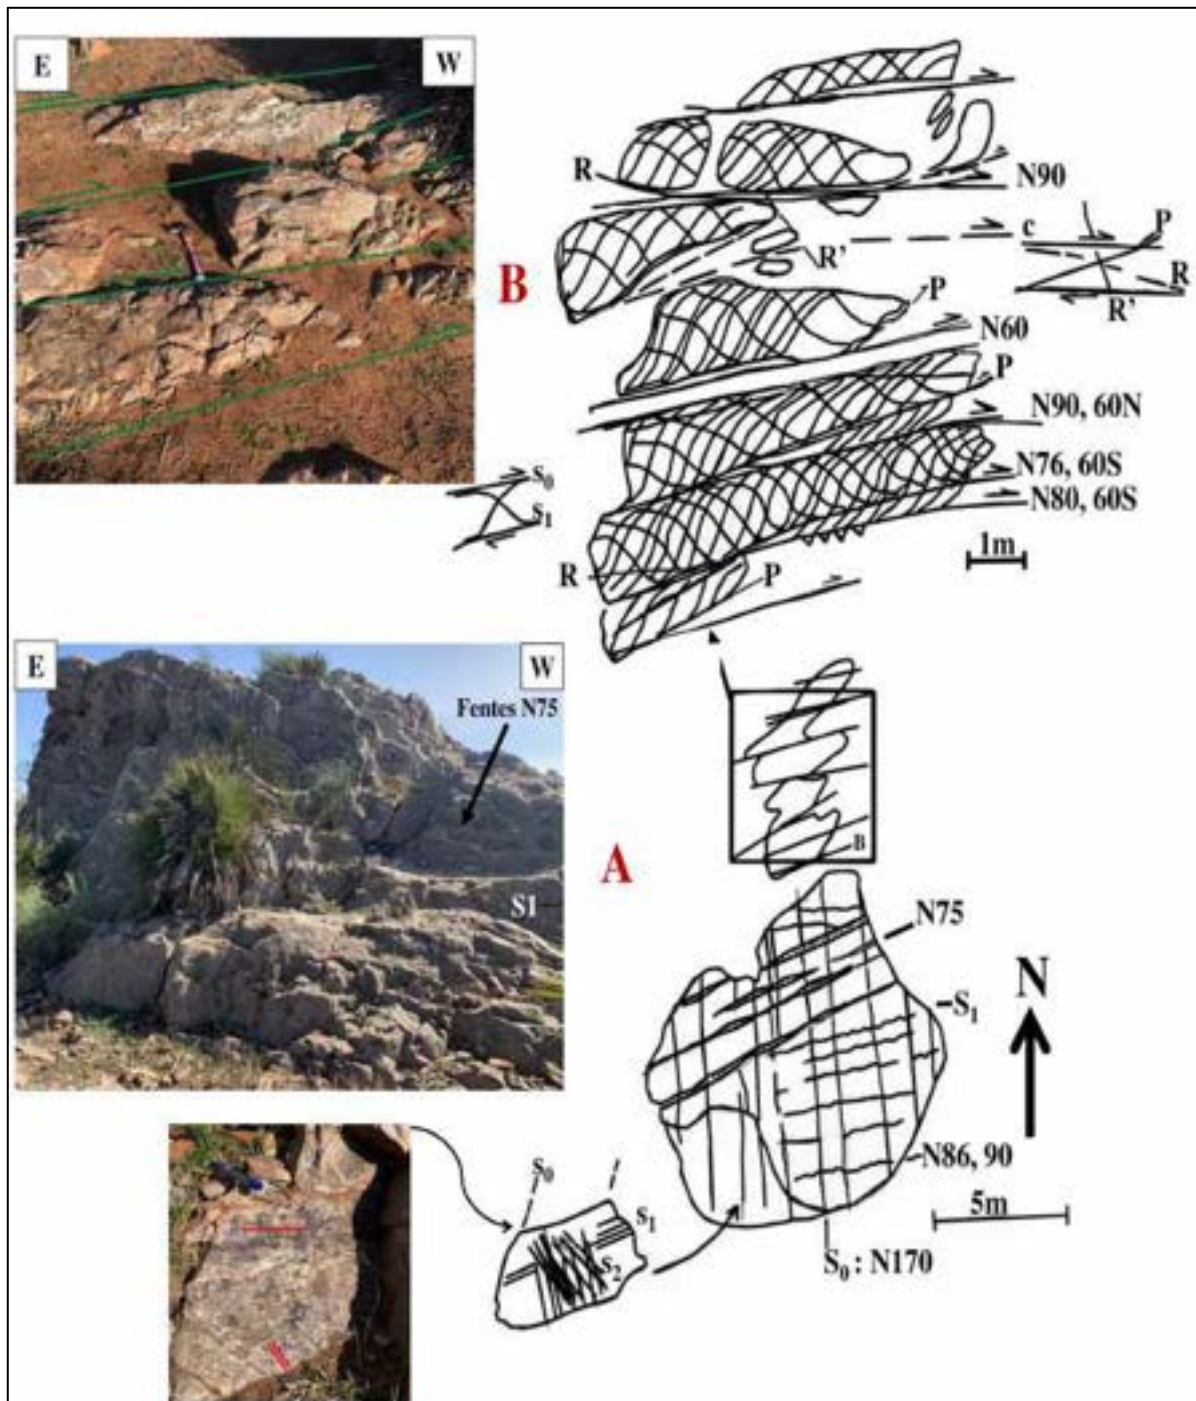 E
W
R
N90
c
P
R'
B
R
R'
P
N60
P
N90, 60N
S0
N76, 60S
S1
N80, 60S
1m
R
P
E
W
Fentes N75
B
A
N75
S1
N
S1
N86, 90
S0
S1
5m
S2
S0 : N170